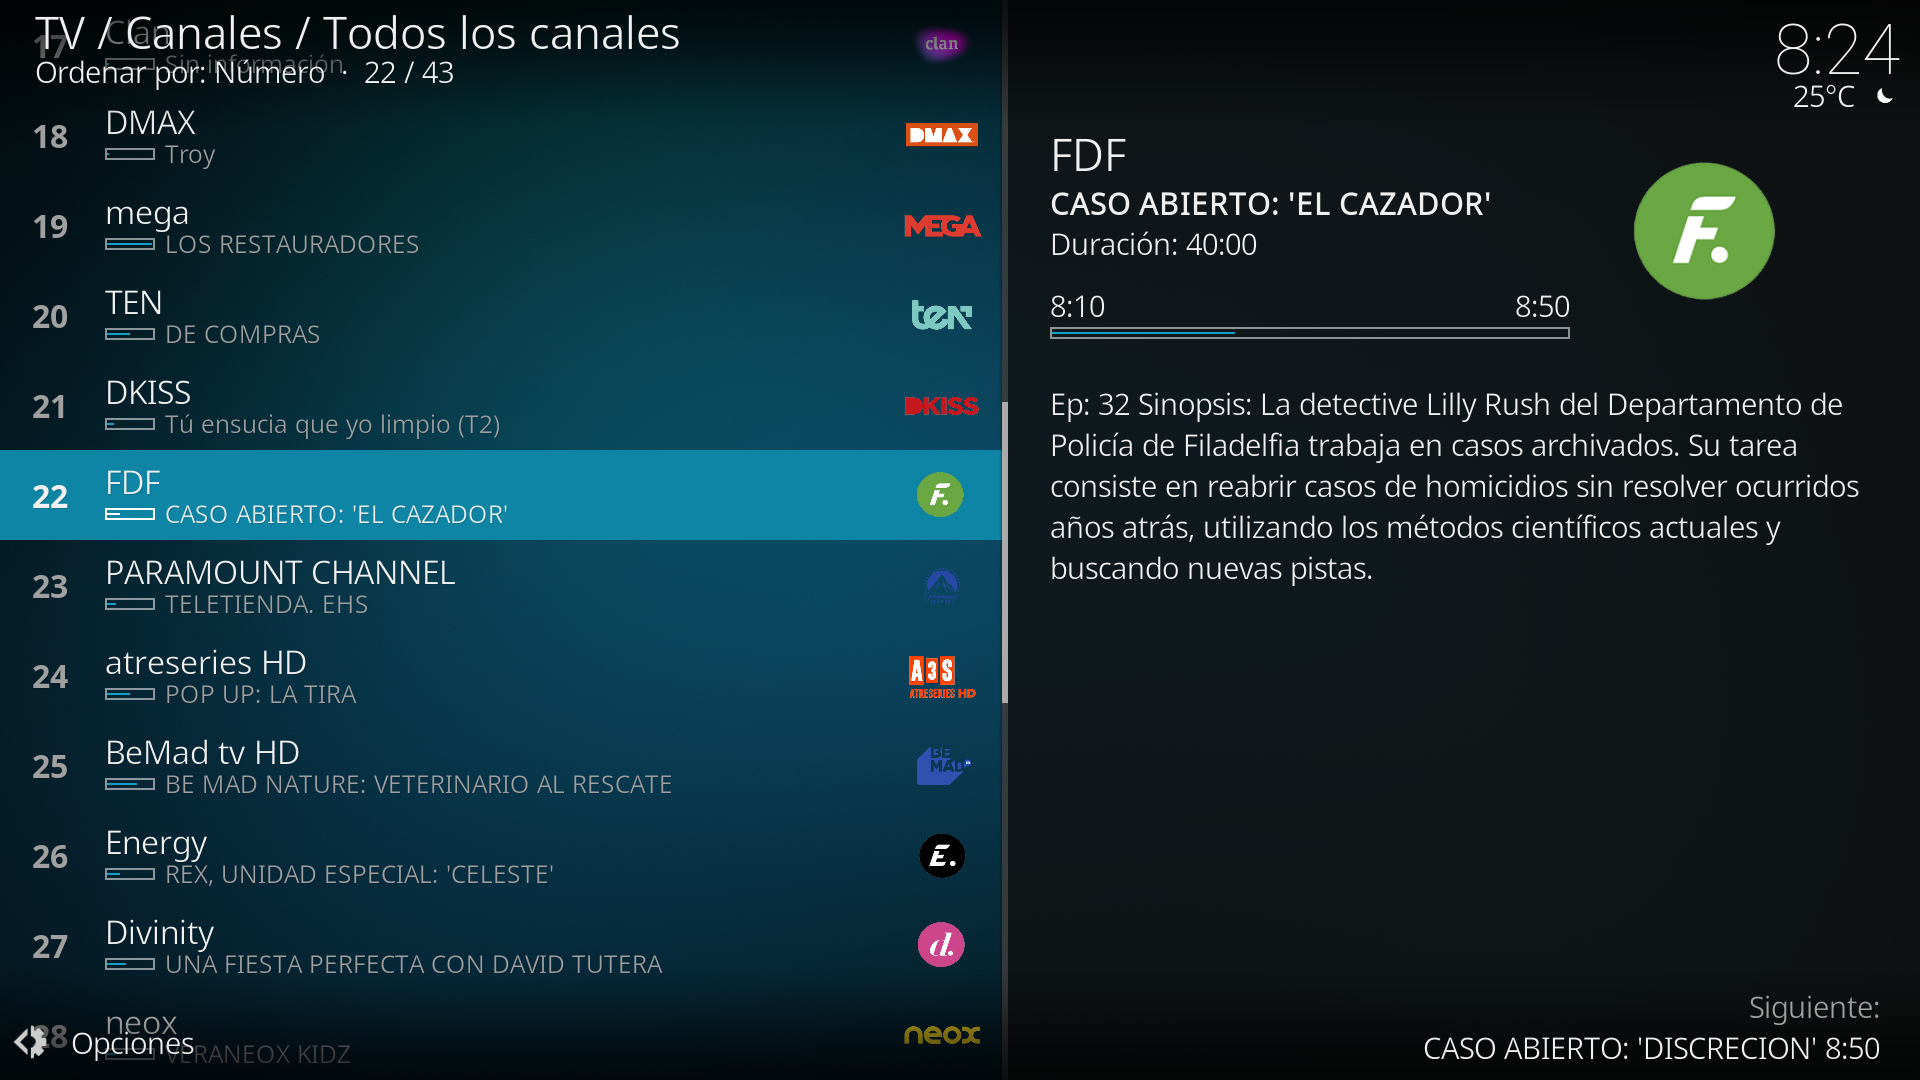 TV / Canales / Todos los canales
Ordenar por: Número · 22 / 43
17 Clan
Sin información
clan
18 DMAX
Troy
DMAX
19 mega
LOS RESTAURADORES
MEGA
20 TEN
DE COMPRAS
ten
21 DKISS
Tú ensucia que yo limpio (T2)
DKISS
22 FDF
CASO ABIERTO: 'EL CAZADOR'
F.
23 PARAMOUNT CHANNEL
TELETIENDA. EHS
24 atreseries HD
POP UP: LA TIRA
A3S
ATRESERIES HD
25 BeMad tv HD
BE MAD NATURE: VETERINARIO AL RESCATE
BE
MAD
26 Energy
REX, UNIDAD ESPECIAL: 'CELESTE'
E.
27 Divinity
UNA FIESTA PERFECTA CON DAVID TUTERA
d.
28 neox
VERANEOX KIDZ
neox
Opciones
8:24
25°C
FDF
CASO ABIERTO: 'EL CAZADOR'
Duración: 40:00
F.
8:10 8:50
Ep: 32 Sinopsis: La detective Lilly Rush del Departamento de
Policía de Filadelfia trabaja en casos archivados. Su tarea
consiste en reabrir casos de homicidios sin resolver ocurridos
años atrás, utilizando los métodos científicos actuales y
buscando nuevas pistas.
Siguiente:
CASO ABIERTO: 'DISCRECION' 8:50